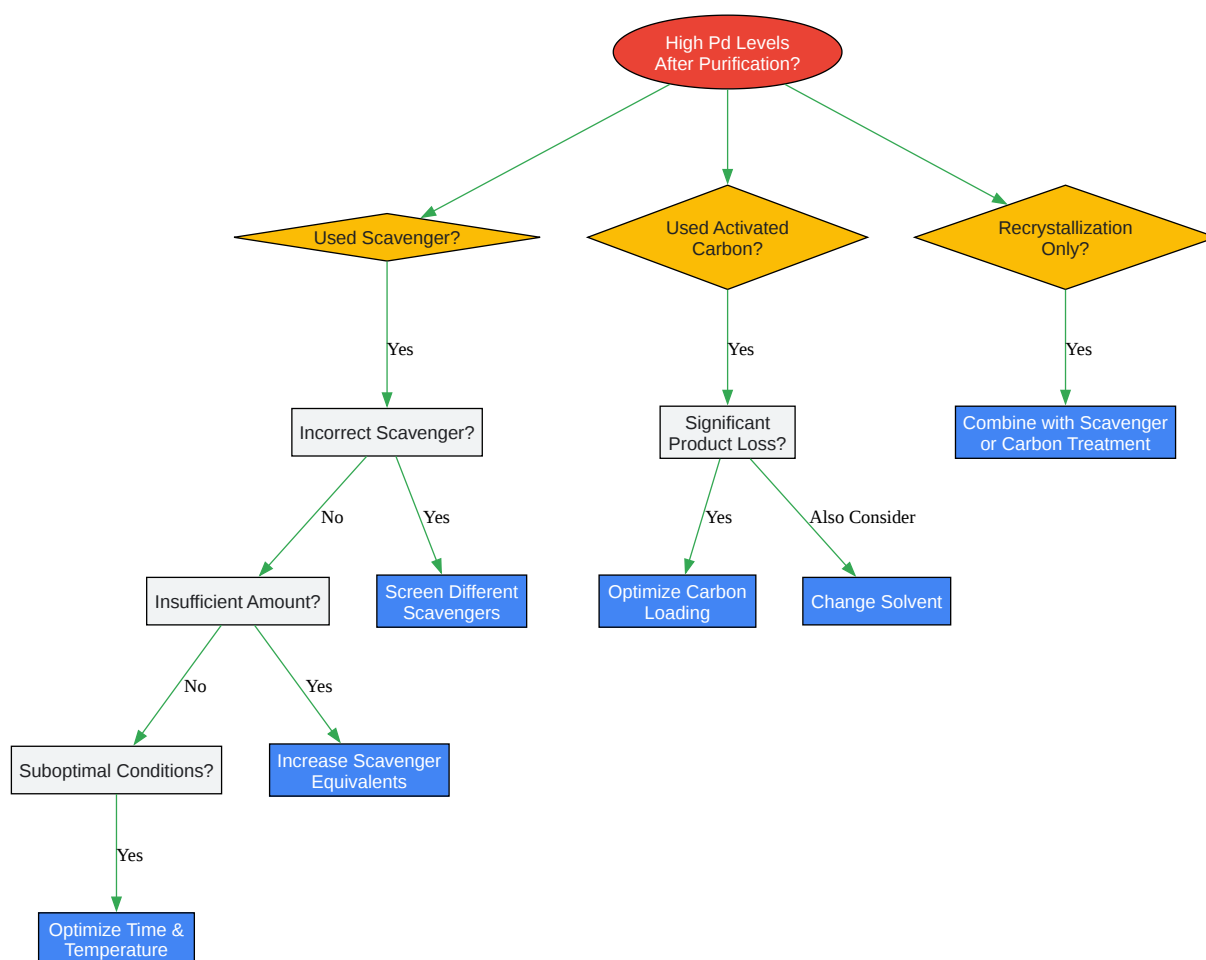 High Pd Levels
After Purification?
Used Scavenger?
Used Activated
Carbon?
Recrystallization
Only?
Yes
Yes
Yes
Incorrect Scavenger?
Significant
Product Loss?
Combine with Scavenger
or Carbon Treatment
No
Yes
Yes
Also Consider
Insufficient Amount?
Screen Different
Scavengers
Optimize Carbon
Loading
Change Solvent
No
Yes
Suboptimal Conditions?
Increase Scavenger
Equivalents
Yes
Optimize Time &
Temperature